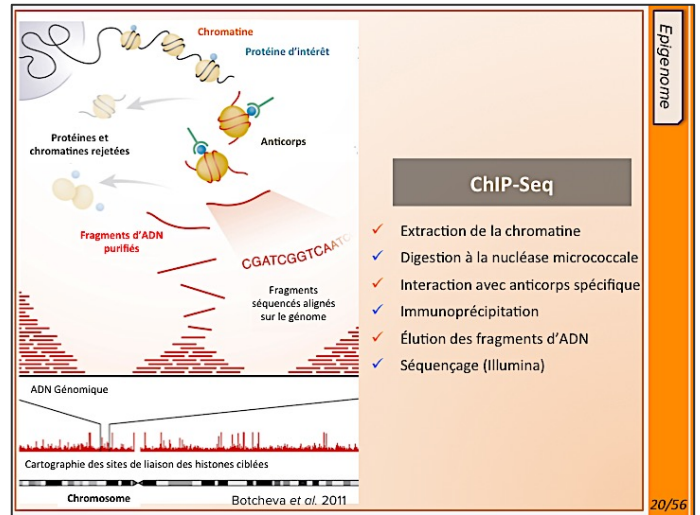 Epigenome
Chromatine
Protéine d'intérêt
Anticorps
Protéines et
chromatines rejetées
Fragments d'ADN
purifiés
CGATCGGTCAATC
Fragments
séquencés alignés
sur le génome
ADN Génomique
Cartographie des sites de liaison des histones ciblées
Chromosome
Botcheva et al. 2011
ChIP-Seq
Extraction de la chromatine
Digestion à la nucléase micrococcale
Interaction avec anticorps spécifique
Immunoprécipitation
Élution des fragments d'ADN
Séquençage (Illumina)
20/56